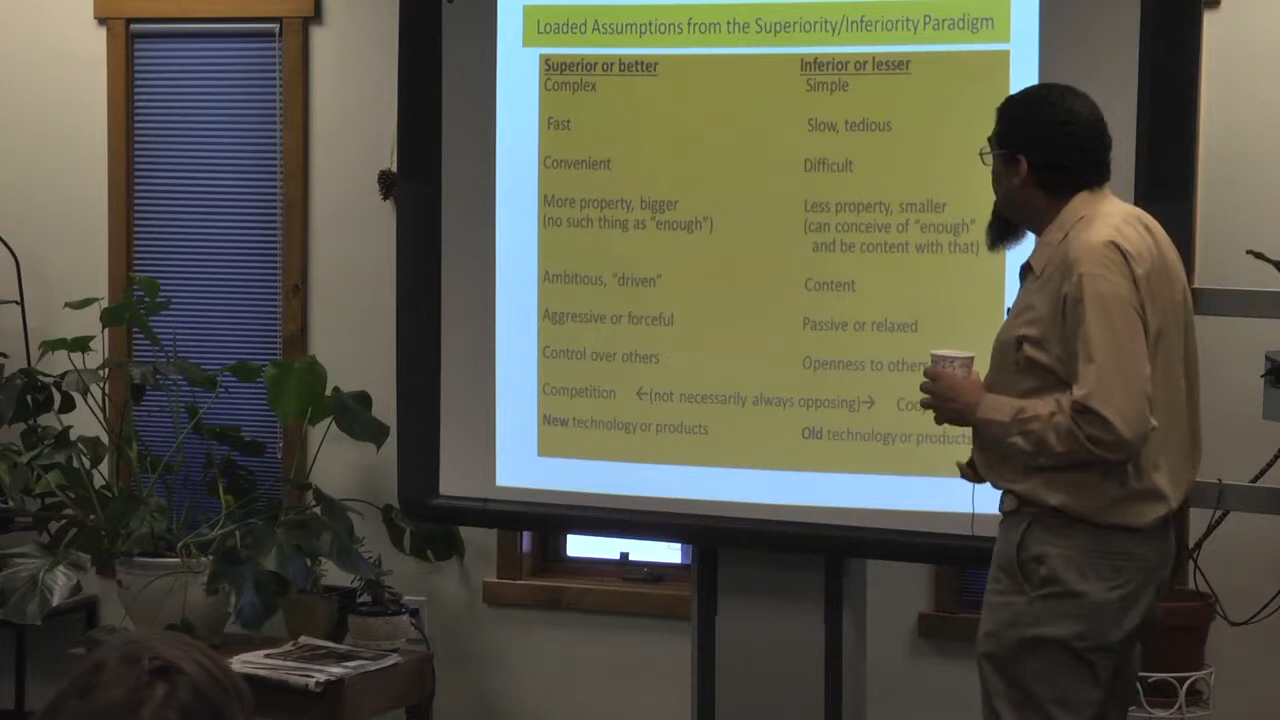 Loaded Assumptions from the Superiority/Inferiority Paradigm
Superior or better Inferior or lesser
Complex Simple
Fast Slow, tedious
Convenient Difficult
More property, bigger Less property, smaller
(no such thing as “enough”) (can conceive of “enough”
and be content with that)
Ambitious, “driven” Content
Aggressive or forceful Passive or relaxed
Control over others Openness to other
Competition ←(not necessarily always opposing)→
New technology or products Old technology or products